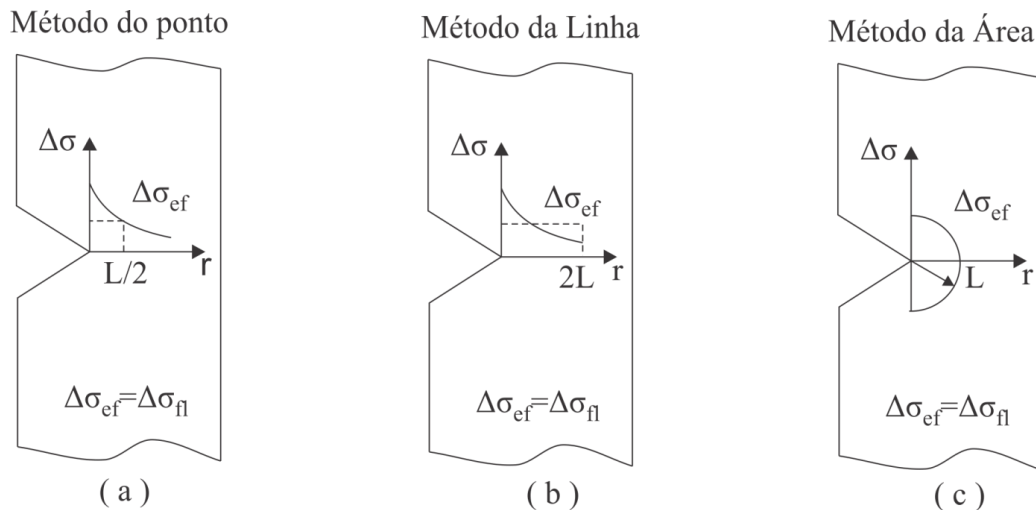 Método do ponto
Δσ
Δσef
L/2
r
Δσef=Δσfl
( a )
Método da Linha
Δσ
Δσef
2L
r
Δσef=Δσfl
( b )
Método da Área
Δσ
Δσef
L
r
Δσef=Δσfl
( c )